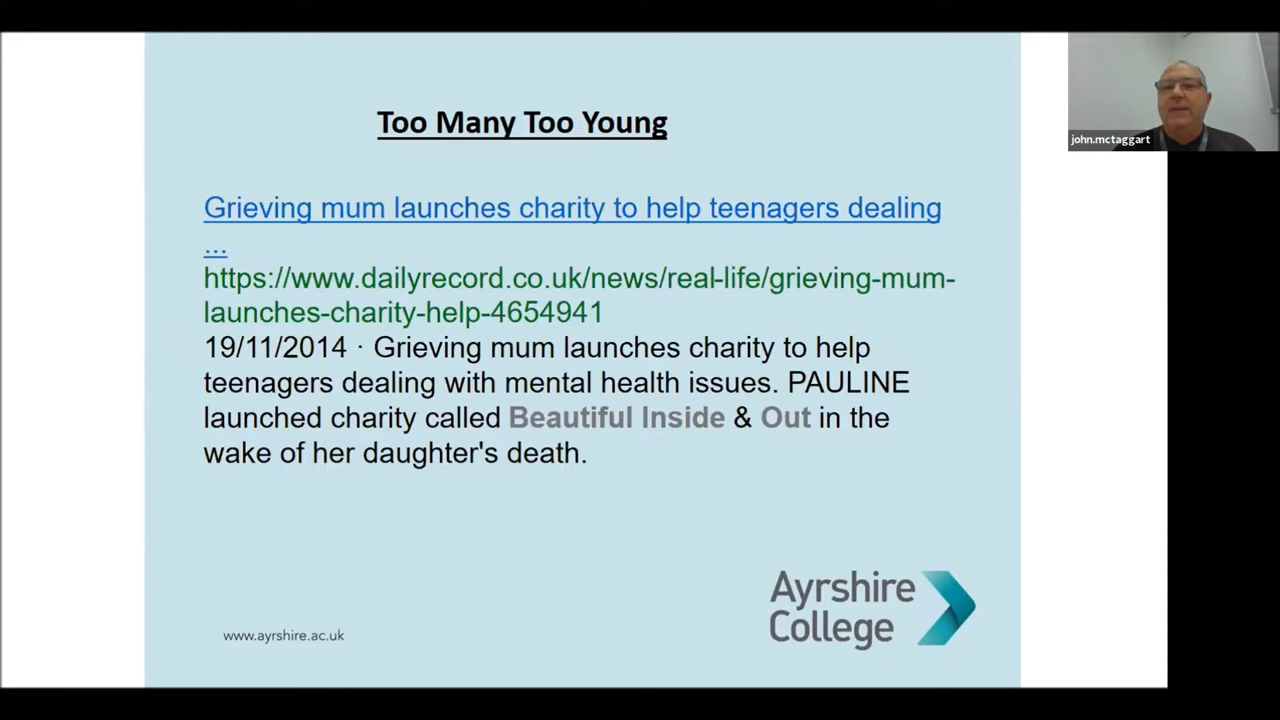 Too Many Too Young
john.mctaggart
Grieving mum launches charity to help teenagers dealing
...
https://www.dailyrecord.co.uk/news/real-life/grieving-mum-
launches-charity-help-4654941
19/11/2014 · Grieving mum launches charity to help
teenagers dealing with mental health issues. PAULINE
launched charity called Beautiful Inside & Out in the
wake of her daughter's death.
Ayrshire
College
www.ayrshire.ac.uk